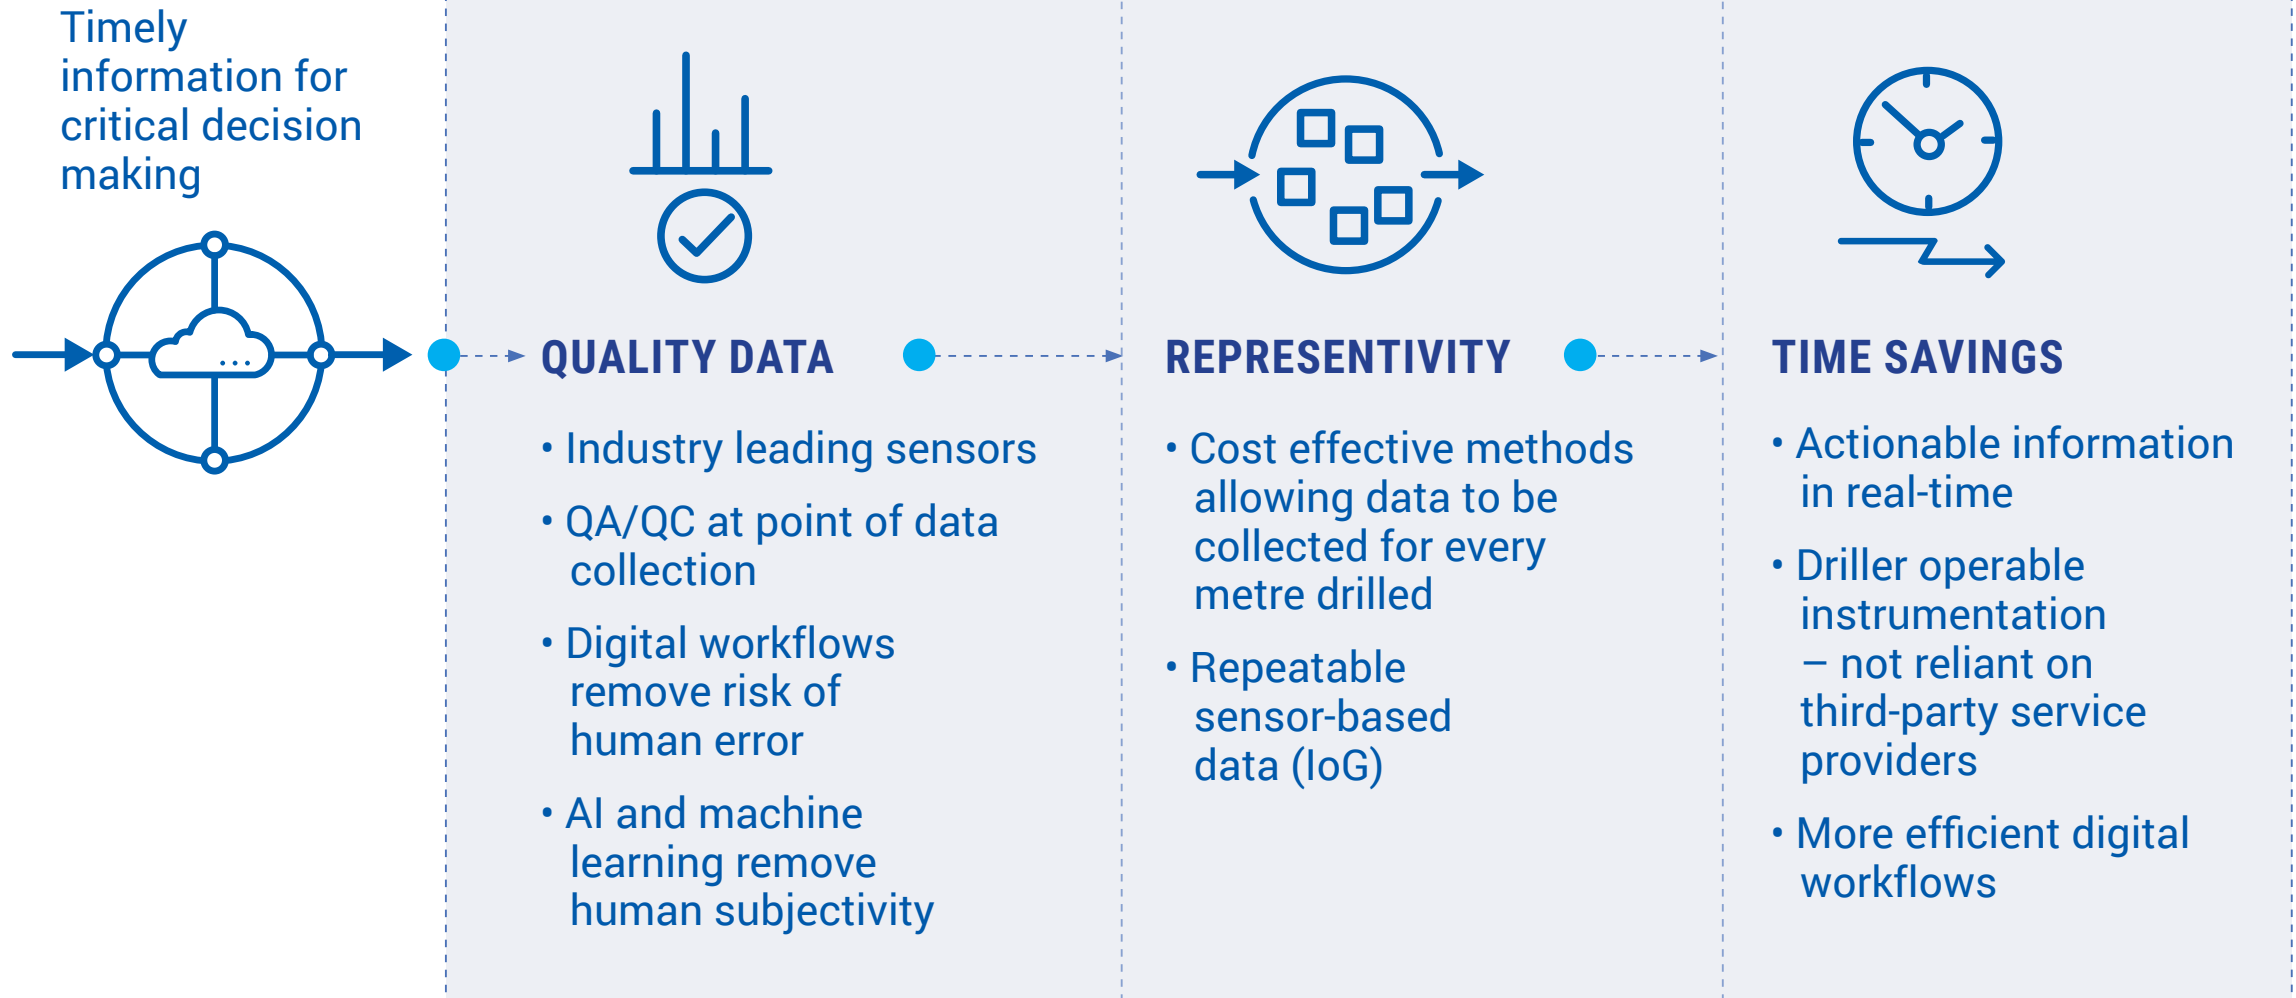 Timely
information for
critical decision
making
QUALITY DATA
• Industry leading sensors
• QA/QC at point of data
collection
• Digital workflows
remove risk of
human error
• AI and machine
learning remove
human subjectivity
REPRESENTIVITY
• Cost effective methods
allowing data to be
collected for every
metre drilled
• Repeatable
sensor-based
data (IoG)
TIME SAVINGS
• Actionable information
in real-time
• Driller operable
instrumentation
– not reliant on
third-party service
providers
• More efficient digital
workflows